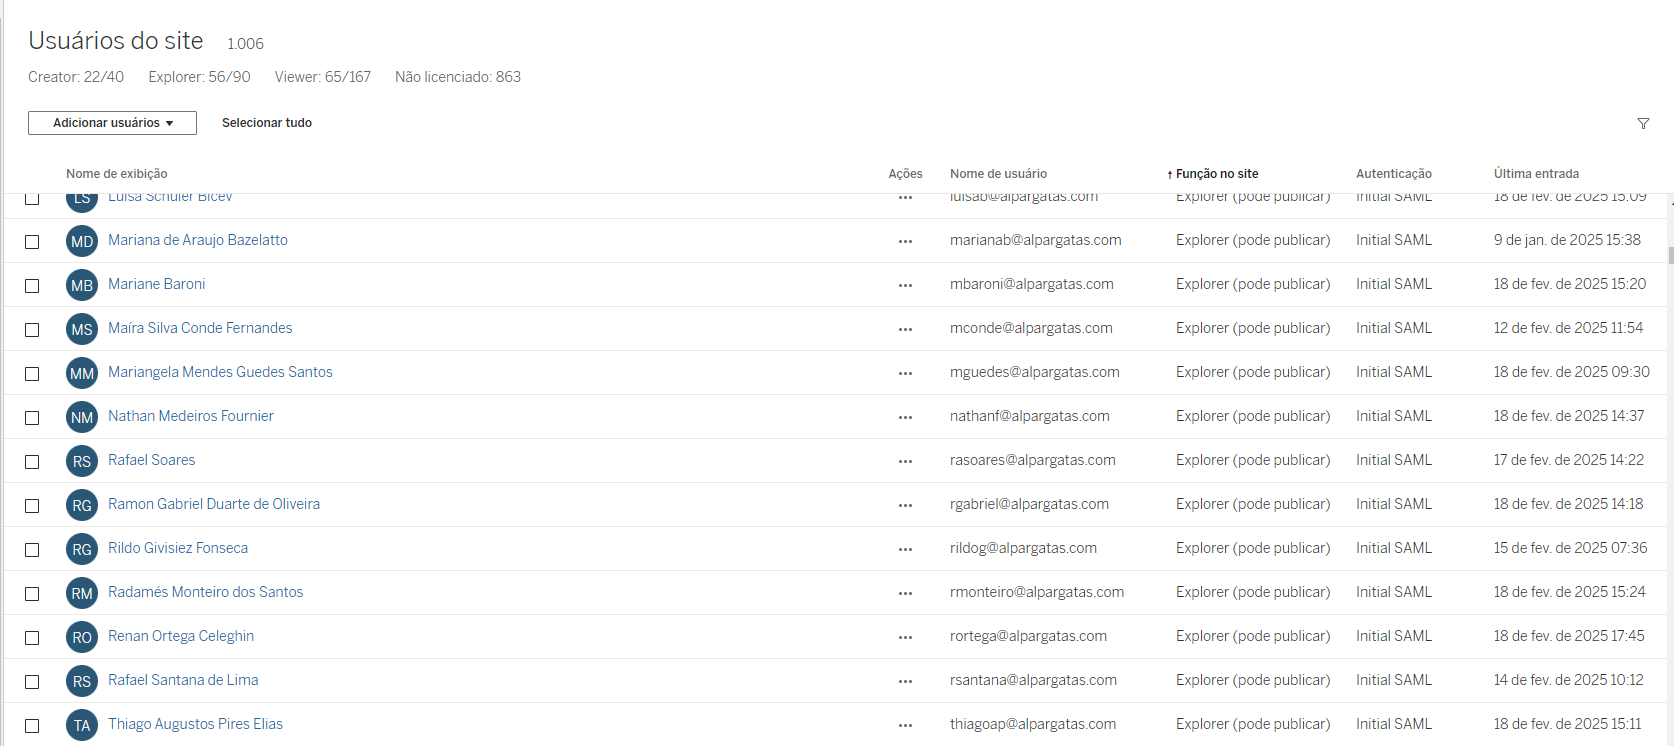 Usuários do site 1.006
Creator: 22/40 Explorer: 56/90 Viewer: 65/167 Não licenciado: 863
Adicionar usuários Selecionar tudo
Nome de exibição Ações Nome de usuário ↑ Função no site Autenticação Última entrada
LS Luisa Schuler Bicev ••• luisab@alpargatas.com Explorer (pode publicar) Initial SAML 18 de fev. de 2025 15:09
MD Mariana de Araujo Bazelatto ••• marianab@alpargatas.com Explorer (pode publicar) Initial SAML 9 de jan. de 2025 15:38
MB Mariane Baroni ••• mbaroni@alpargatas.com Explorer (pode publicar) Initial SAML 18 de fev. de 2025 15:20
MS Maíra Silva Conde Fernandes ••• mconde@alpargatas.com Explorer (pode publicar) Initial SAML 12 de fev. de 2025 11:54
MM Mariangela Mendes Guedes Santos ••• mguedes@alpargatas.com Explorer (pode publicar) Initial SAML 18 de fev. de 2025 09:30
NM Nathan Medeiros Fournier ••• nathanf@alpargatas.com Explorer (pode publicar) Initial SAML 18 de fev. de 2025 14:37
RS Rafael Soares ••• rasoares@alpargatas.com Explorer (pode publicar) Initial SAML 17 de fev. de 2025 14:22
RG Ramon Gabriel Duarte de Oliveira ••• rgabriel@alpargatas.com Explorer (pode publicar) Initial SAML 18 de fev. de 2025 14:18
RG Rildo Givisiez Fonseca ••• rildog@alpargatas.com Explorer (pode publicar) Initial SAML 15 de fev. de 2025 07:36
RM Radamés Monteiro dos Santos ••• rmonteiro@alpargatas.com Explorer (pode publicar) Initial SAML 18 de fev. de 2025 15:24
RO Renan Ortega Celeghin ••• rortega@alpargatas.com Explorer (pode publicar) Initial SAML 18 de fev. de 2025 17:45
RS Rafael Santana de Lima ••• rsantana@alpargatas.com Explorer (pode publicar) Initial SAML 14 de fev. de 2025 10:12
TA Thiago Augustos Pires Elias ••• thiagoap@alpargatas.com Explorer (pode publicar) Initial SAML 18 de fev. de 2025 15:11